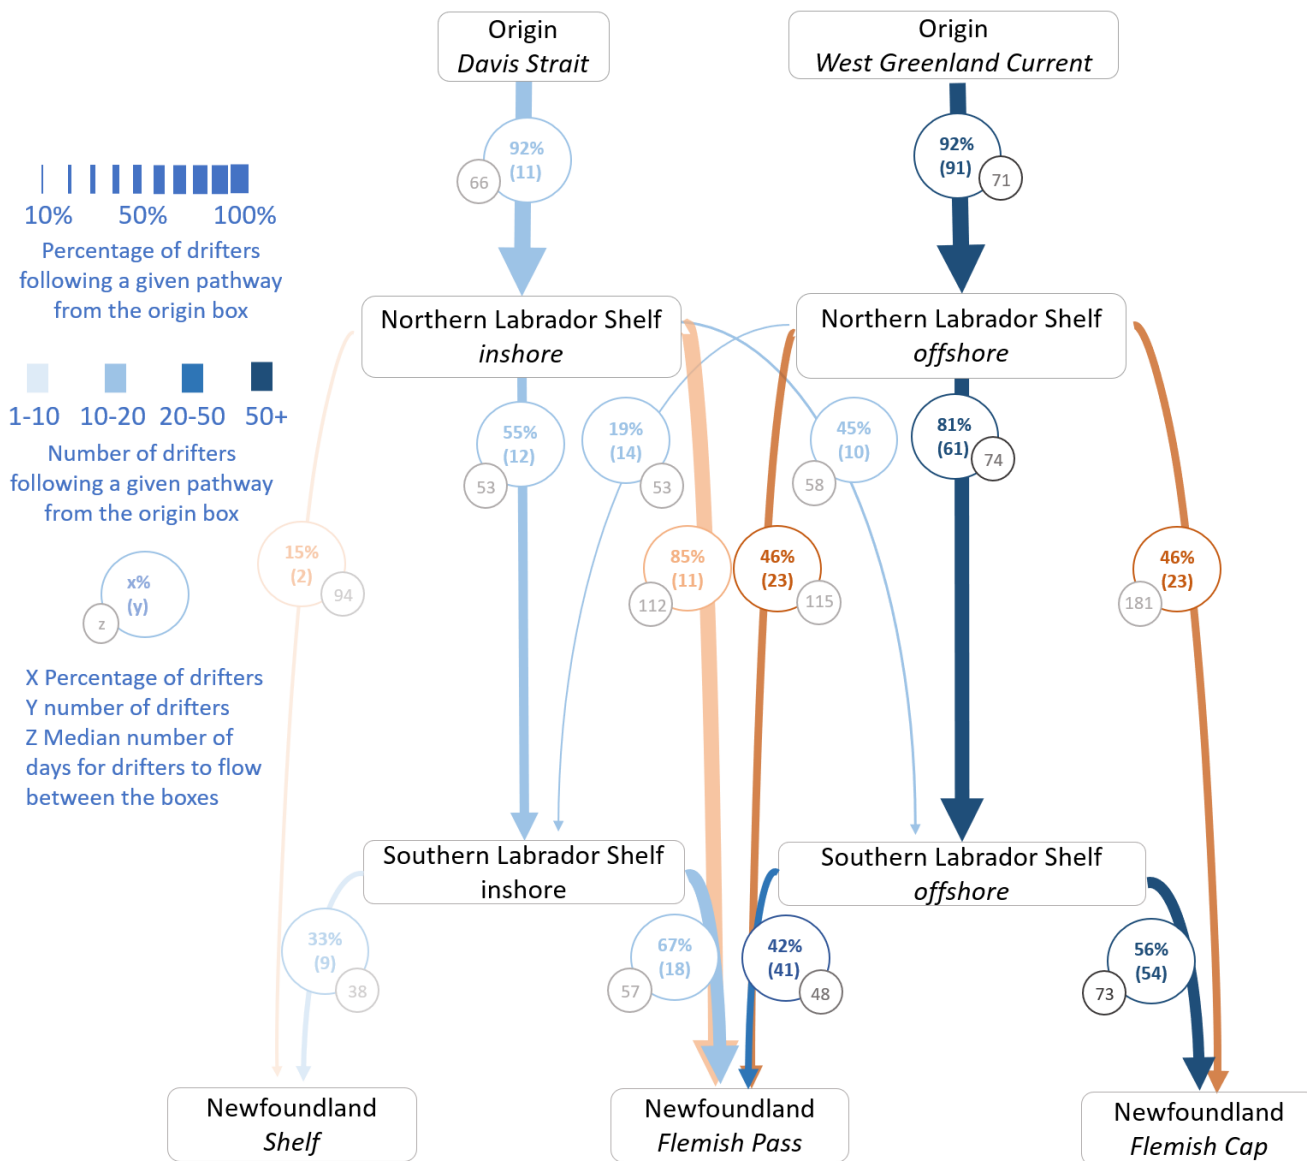 Origin
Davis Strait
Origin
West Greenland Current
92%
(11)
66
92%
(91)
71
10% 50% 100%
Percentage of drifters
following a given pathway
from the origin box
Northern Labrador Shelf
inshore
Northern Labrador Shelf
offshore
1-10 10-20 20-50 50+
Number of drifters
following a given pathway
from the origin box
55%
(12)
53
19%
(14)
53
45%
(10)
58
81%
(61)
74
x%
(y)
z
15%
(2)
94
85%
(11)
112
46%
(23)
115
46%
(23)
181
X Percentage of drifters
Y number of drifters
Z Median number of
days for drifters to flow
between the boxes
Southern Labrador Shelf
inshore
Southern Labrador Shelf
offshore
33%
(9)
38
67%
(18)
57
42%
(41)
48
56%
(54)
73
Newfoundland
Shelf
Newfoundland
Flemish Pass
Newfoundland
Flemish Cap